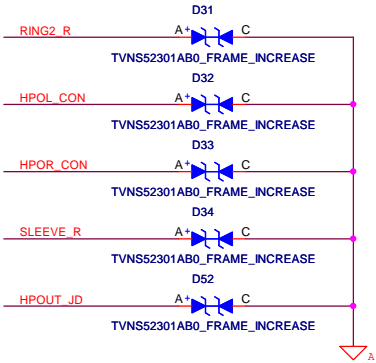 D31
RING2_R A+ C
TVNS52301AB0_FRAME_INCREASE
D32
HPOL_CON A+ C
TVNS52301AB0_FRAME_INCREASE
D33
HPOR_CON A+ C
TVNS52301AB0_FRAME_INCREASE
D34
SLEEVE_R A+ C
TVNS52301AB0_FRAME_INCREASE
D52
HPOUT_JD A+ C
TVNS52301AB0_FRAME_INCREASE
A